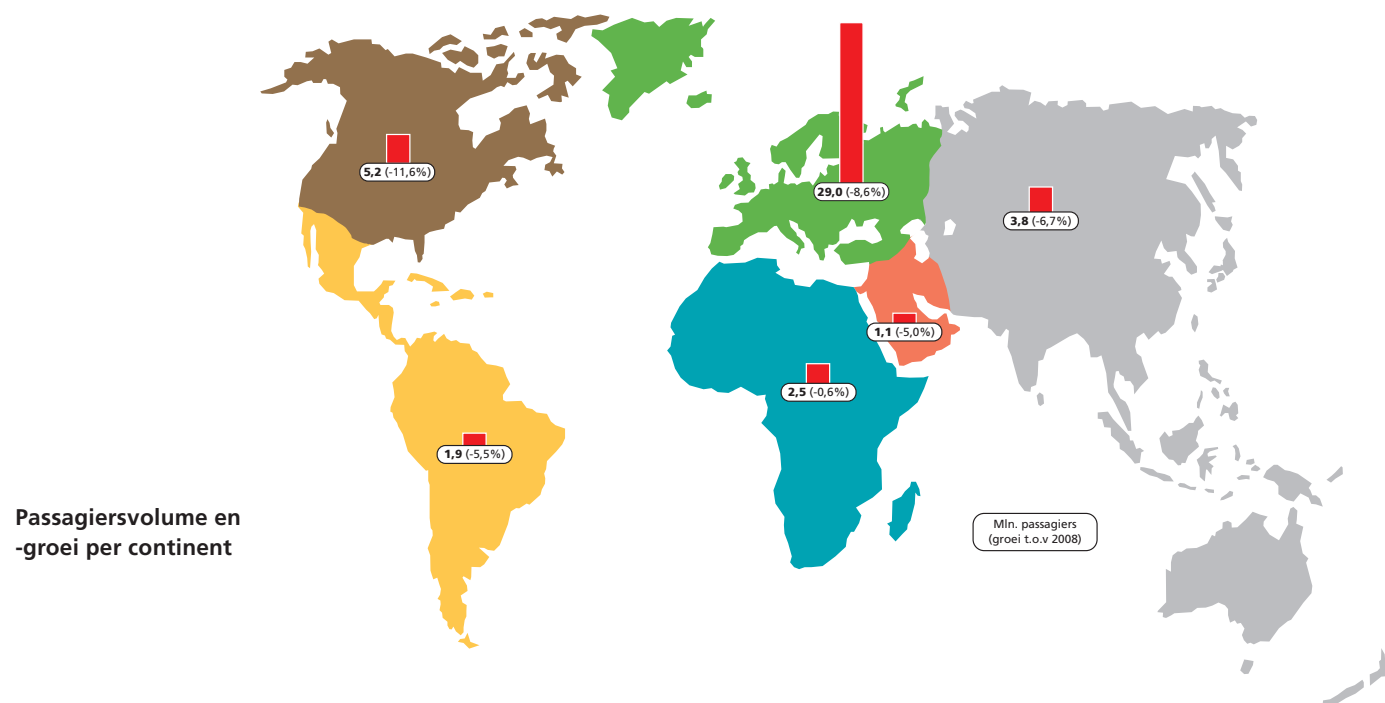 5,2 (-11,6%)
29,0 (-8,6%)
3,8 (-6,7%)
1,1 (-5,0%)
2,5 (-0,6%)
1,9 (-5,5%)
Passagiersvolume en
-groei per continent
Mln. passagiers
(groei t.o.v 2008)